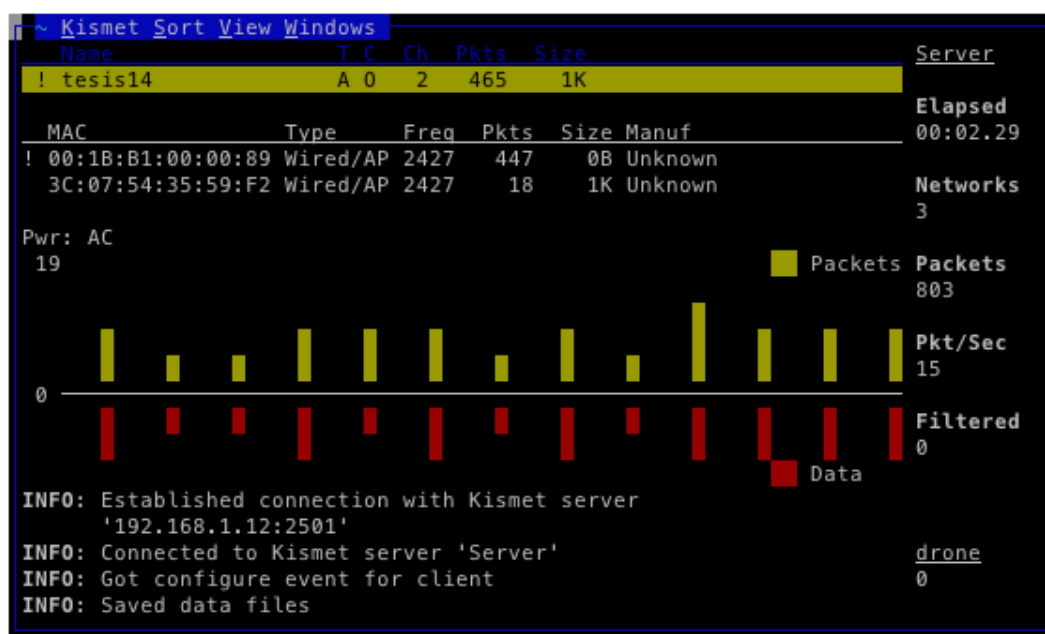 ~ Kismet Sort View Windows
Name T C Ch Pkts Size
! tesis14 A O 2 465 1K
MAC Type Freq Pkts Size Manuf
! 00:1B:B1:00:00:89 Wired/AP 2427 447 0B Unknown
3C:07:54:35:59:F2 Wired/AP 2427 18 1K Unknown
Pwr: AC
19
Packets
0
Data
INFO: Established connection with Kismet server
'192.168.1.12:2501'
INFO: Connected to Kismet server 'Server'
INFO: Got configure event for client
INFO: Saved data files
Server
Elapsed
00:02.29
Networks
3
Packets
803
Pkt/Sec
15
Filtered
0
drone
0